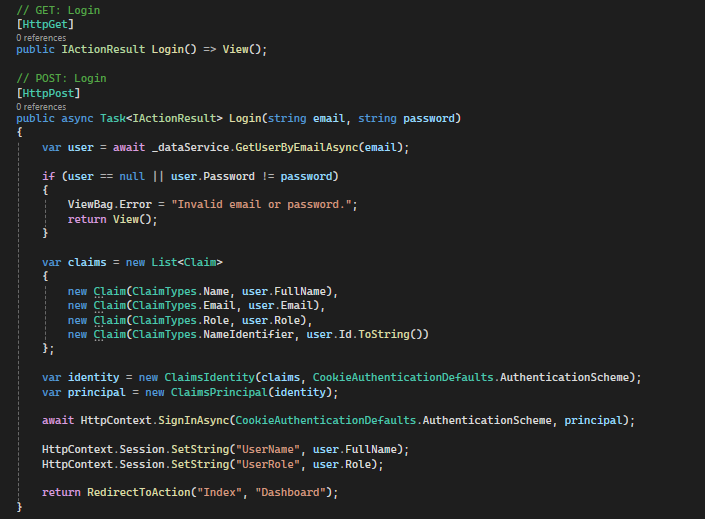 // GET: Login
[HttpGet]
0 references
public IActionResult Login() => View();
// POST: Login
[HttpPost]
0 references
public async Task<IActionResult> Login(string email, string password)
{
var user = await _dataService.GetUserByEmailAsync(email);
if (user == null || user.Password != password)
{
ViewBag.Error = "Invalid email or password.";
return View();
}
var claims = new List<Claim>
{
new Claim(ClaimTypes.Name, user.FullName),
new Claim(ClaimTypes.Email, user.Email),
new Claim(ClaimTypes.Role, user.Role),
new Claim(ClaimTypes.NameIdentifier, user.Id.ToString())
};
var identity = new ClaimsIdentity(claims, CookieAuthenticationDefaults.AuthenticationScheme);
var principal = new ClaimsPrincipal(identity);
await HttpContext.SignInAsync(CookieAuthenticationDefaults.AuthenticationScheme, principal);
HttpContext.Session.SetString("UserName", user.FullName);
HttpContext.Session.SetString("UserRole", user.Role);
return RedirectToAction("Index", "Dashboard");
}